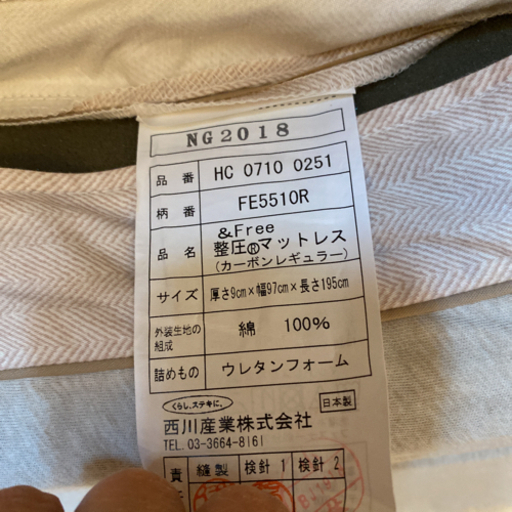 NG2018
品番 HC 0710 0251
柄番 FE5510R
&Free
品名 整圧®マットレス
(カーボンレギュラー)
サイズ 厚さ9cm×幅97cm×長さ195cm
外装生地の
組成 綿 100%
詰めもの ウレタンフォーム
くらし、ステキに。
日本製
西川産業株式会社
TEL. 03-3664-8161
責 縫製 検針1 検針2